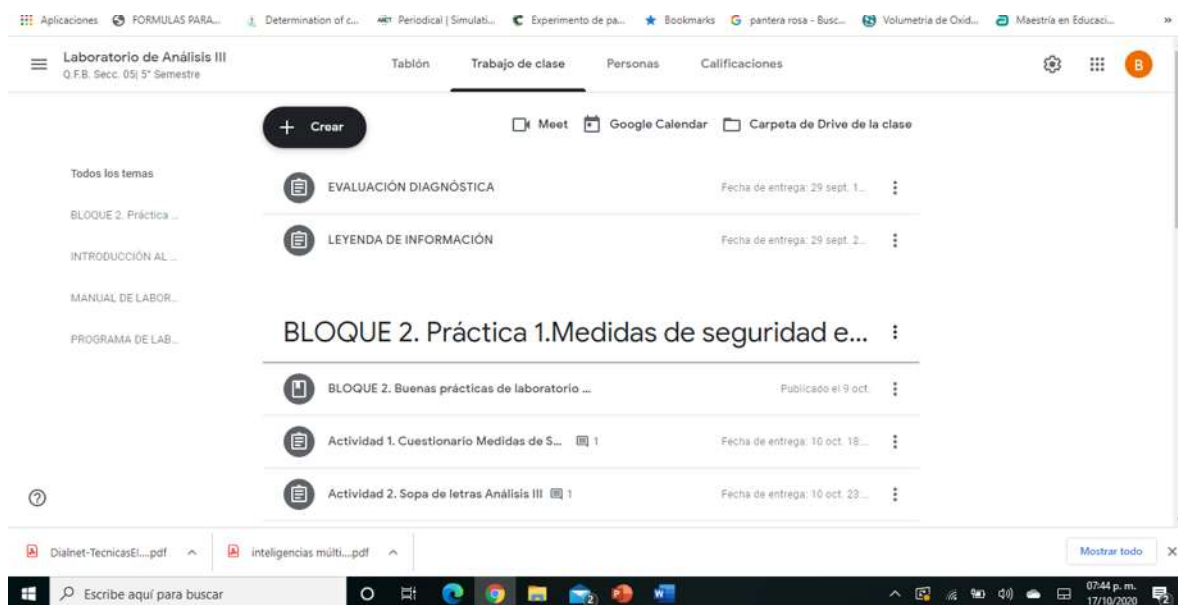 Aplicaciones FORMULAS PARA... Determination of c... Periodical | Simulati... Experimento de pa... Bookmarks pantera rosa - Busc... Volumetria de Oxid... Maestría en Educaci... »
Laboratorio de Análisis III
Q.F.B. Secc. 05| 5° Semestre
Tablón Trabajo de clase Personas Calificaciones
B
+ Crear
Meet Google Calendar Carpeta de Drive de la clase
Todos los temas
BLOQUE 2. Práctica ...
INTRODUCCIÓN AL ...
MANUAL DE LABOR...
PROGRAMA DE LAB...
EVALUACIÓN DIAGNÓSTICA Fecha de entrega: 29 sept. 1...
LEYENDA DE INFORMACIÓN Fecha de entrega: 29 sept. 2...
BLOQUE 2. Práctica 1.Medidas de seguridad e...
BLOQUE 2. Buenas prácticas de laboratorio ... Publicado el 9 oct.
Actividad 1. Cuestionario Medidas de S... 1 Fecha de entrega: 10 oct. 18:...
Actividad 2. Sopa de letras Análisis III 1 Fecha de entrega: 10 oct. 23:...
Dialnet-TecnicasEl....pdf inteligencias múlti....pdf Mostrar todo
Escribe aquí para buscar
07:44 p. m.
17/10/2020